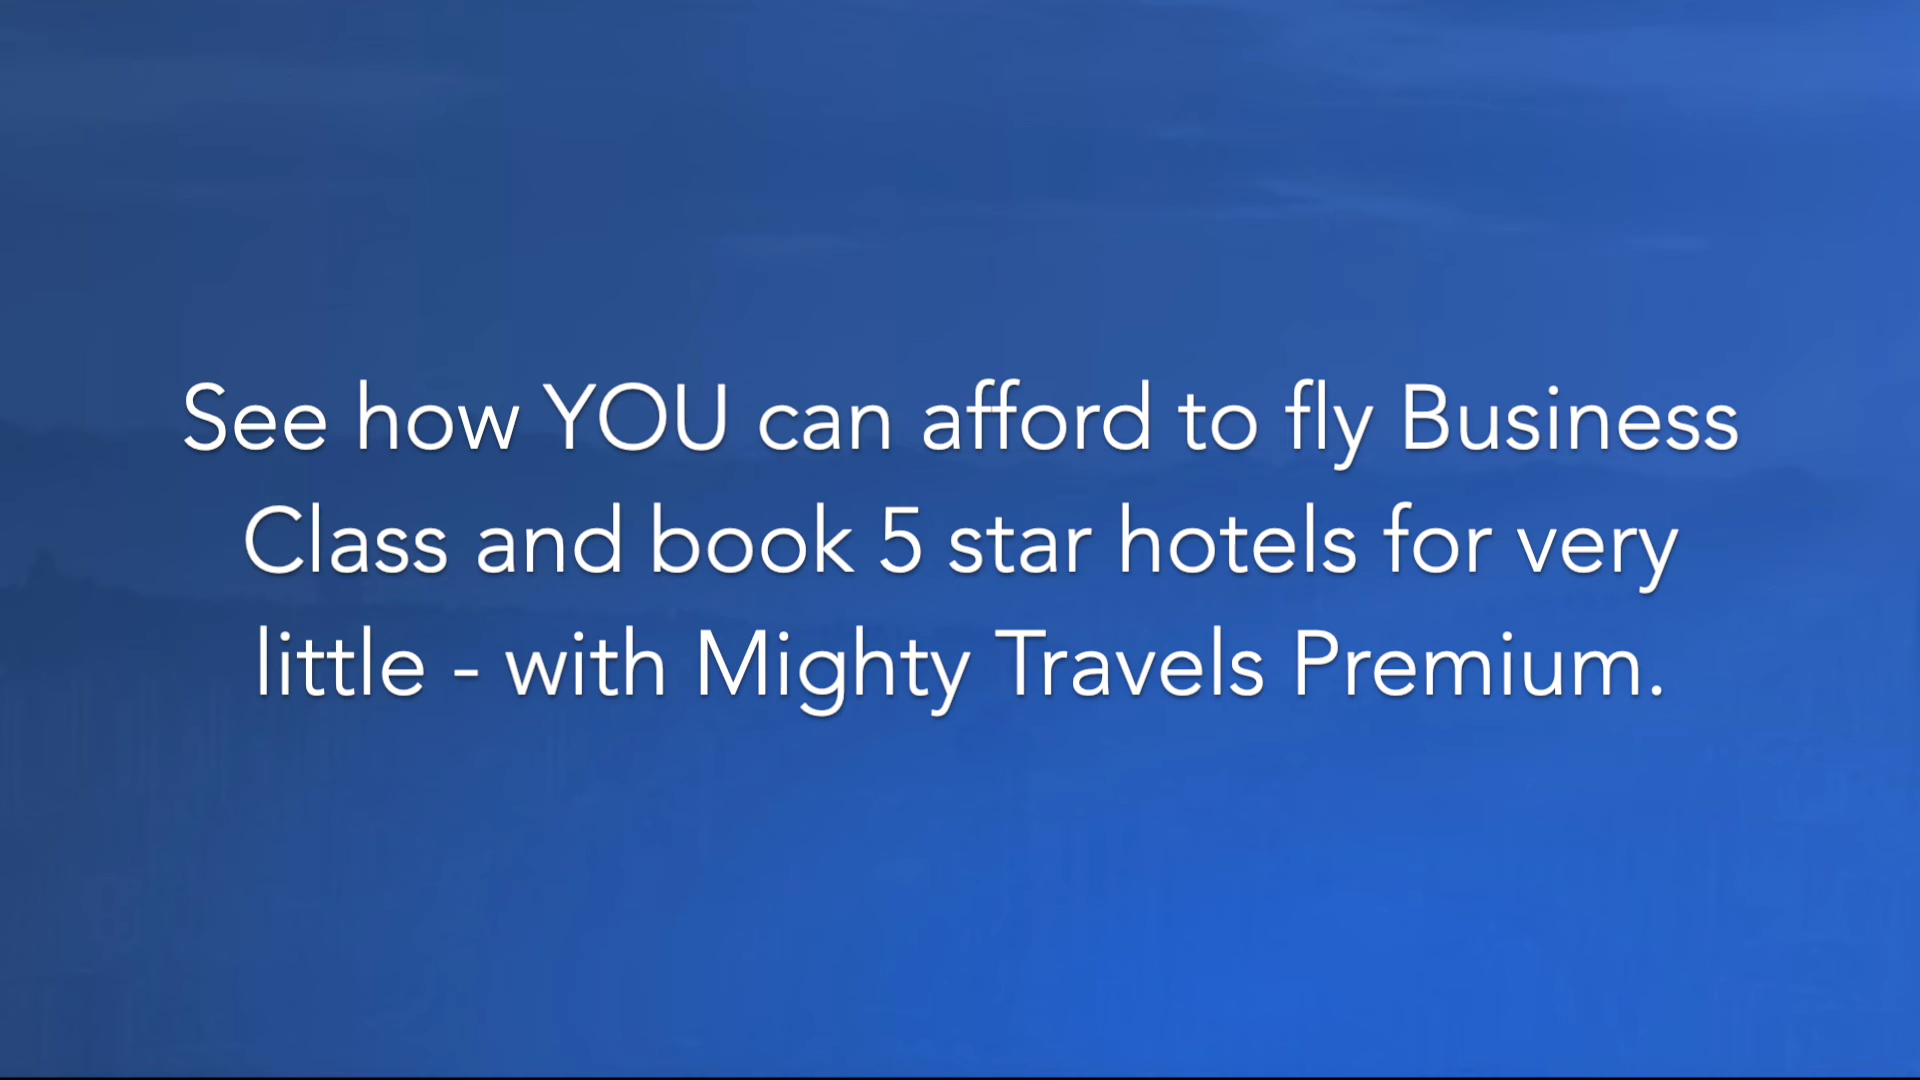 See how YOU can afford to fly Business
Class and book 5 star hotels for very
little - with Mighty Travels Premium.